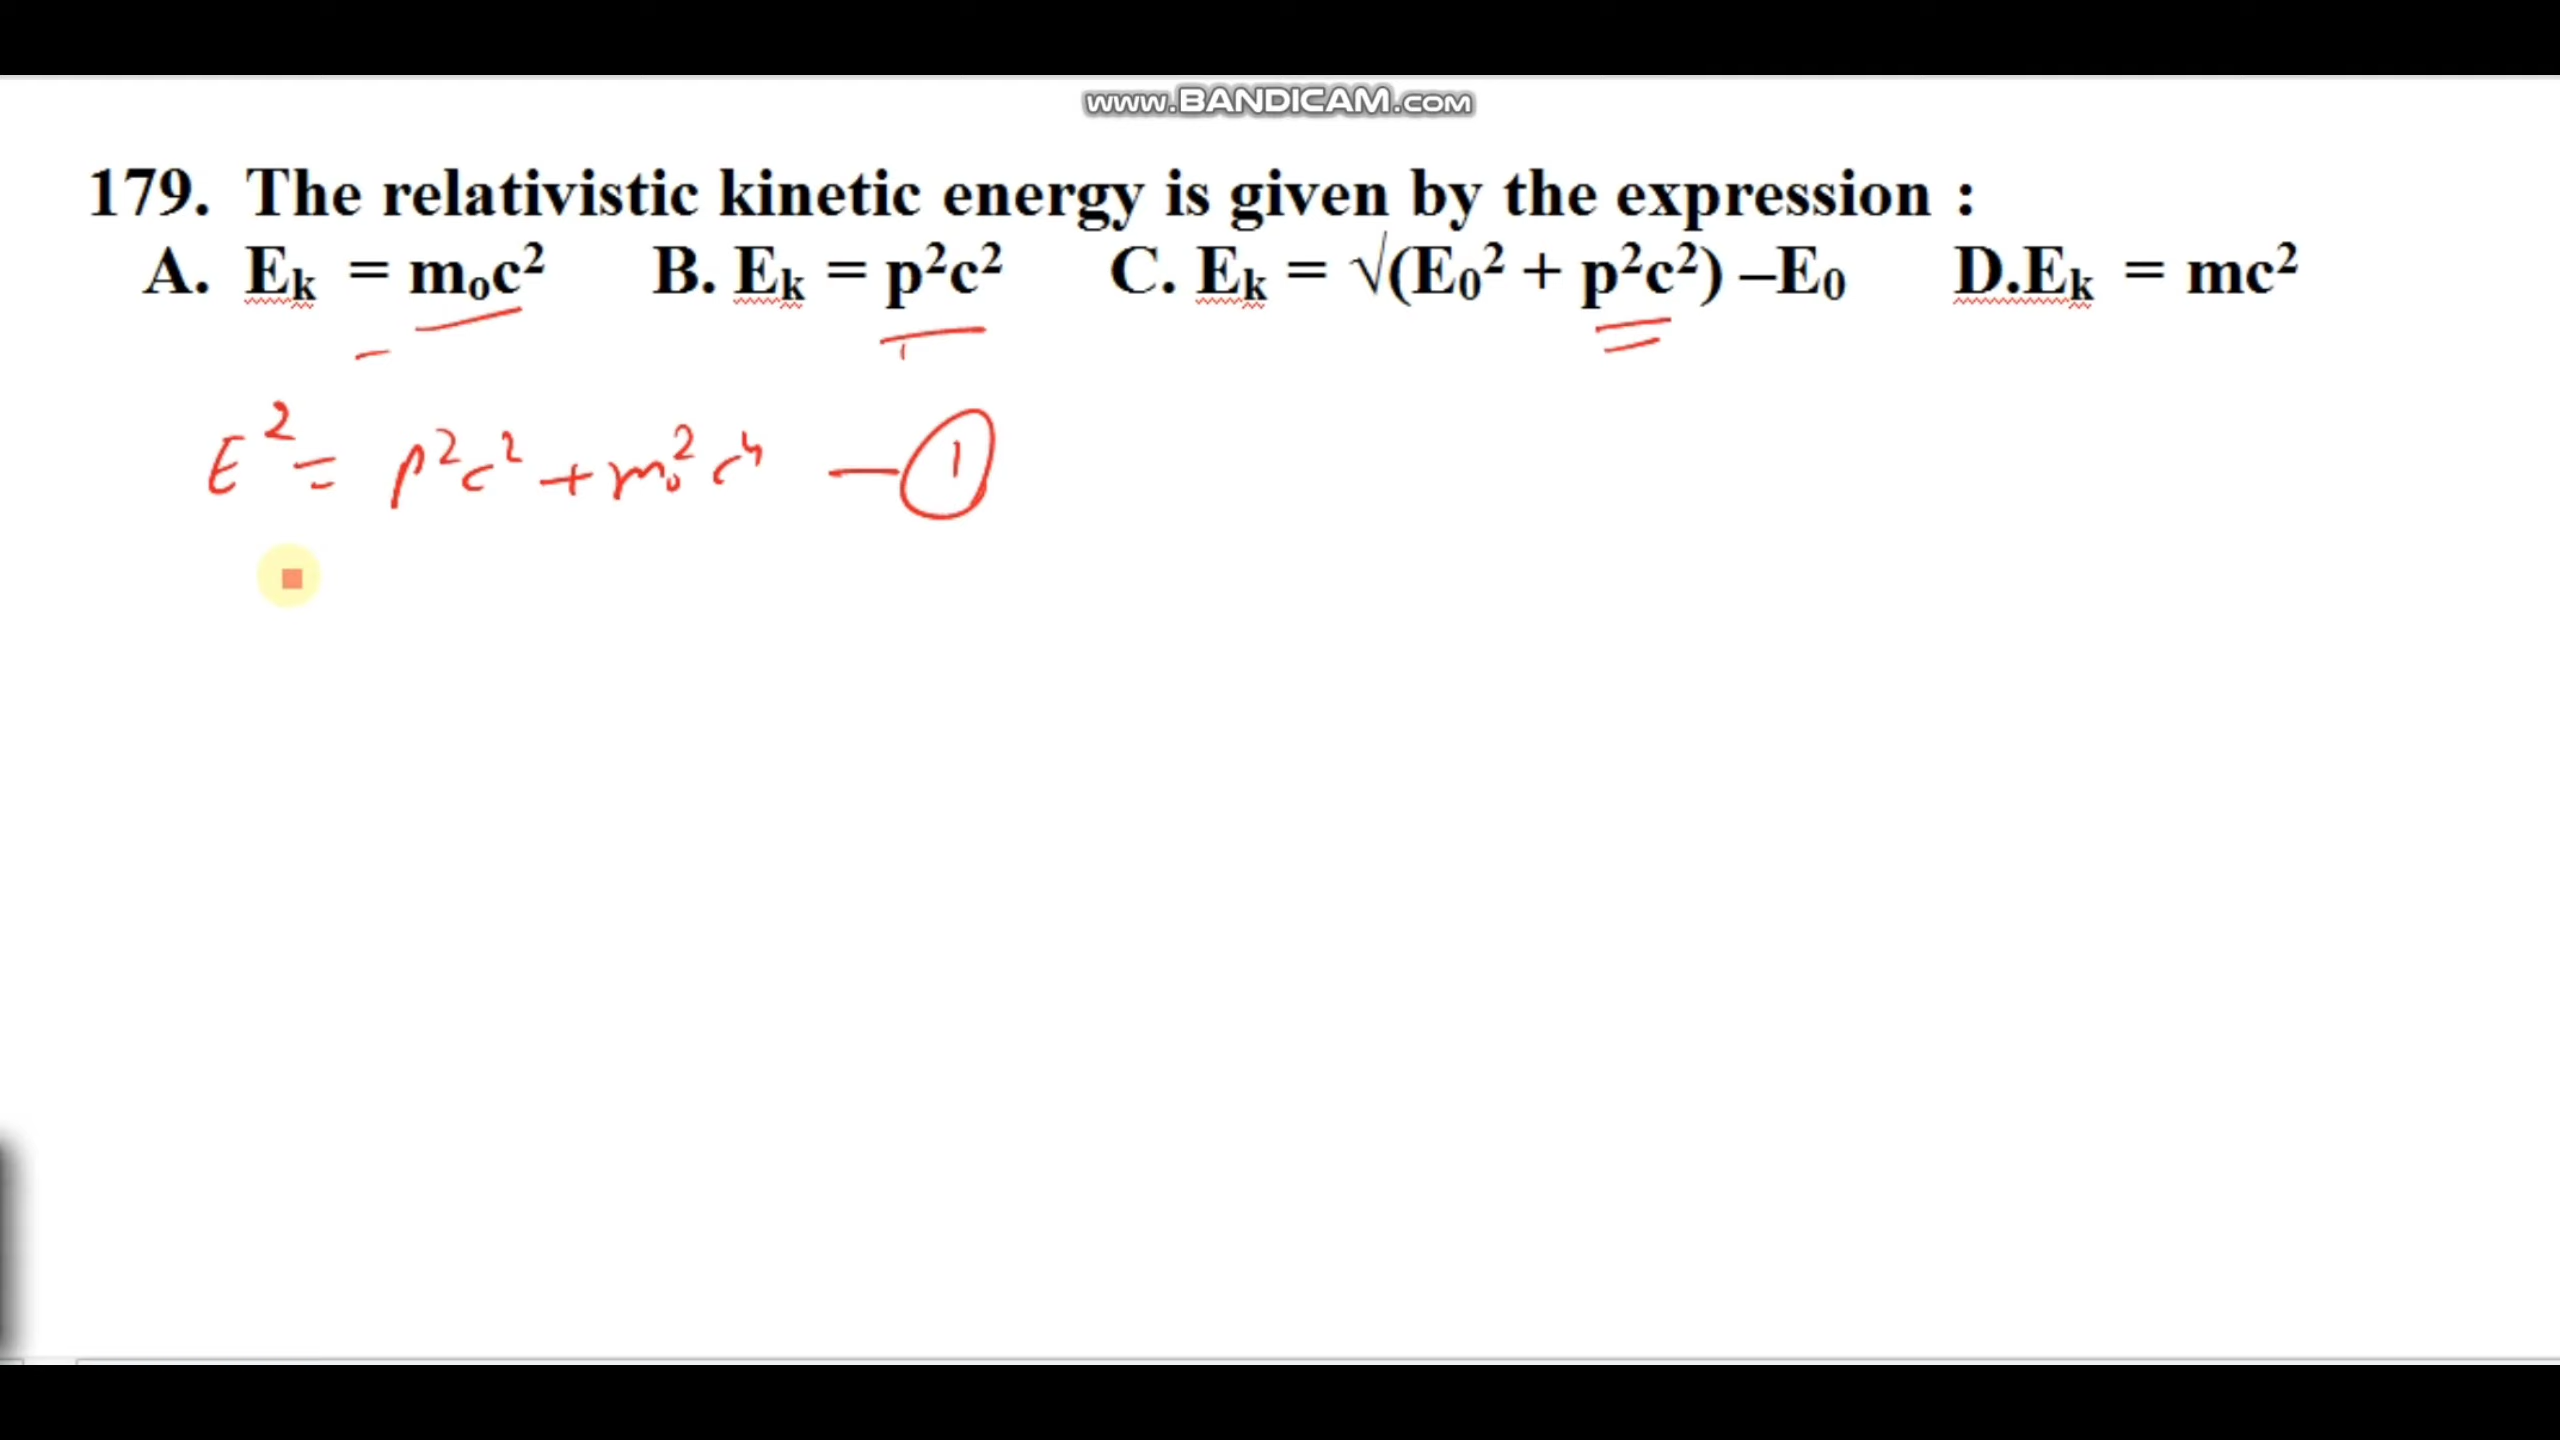 www.BANDICAM.com
179. The relativistic kinetic energy is given by the expression :
A. Eₖ = mₒc² B. Eₖ = p²c² C. Eₖ = √(E₀² + p²c²) –E₀ D.Eₖ = mc²
E² = p²c² + m₀²c⁴ — ①